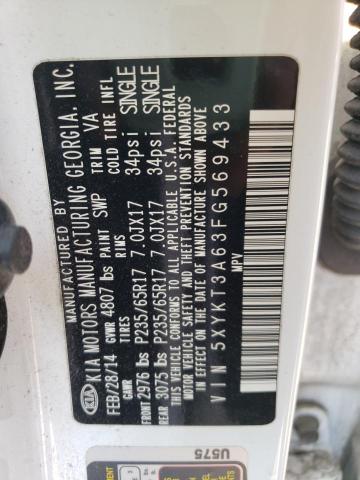 MANUFACTURED BY
KIA KIA MOTORS MANUFACTURING GEORGIA, INC.
FEB/28/14 GVWR 4807 lbs PAINT SWP TRIM VA
GAWR TIRES RIMS COLD TIRE INFL
FRONT 2976 lbs P235/65R17 7.0JX17 34psi SINGLE
REAR 3075 lbs P235/65R17 7.0JX17 34psi SINGLE
THIS VEHICLE CONFORMS TO ALL APPLICABLE U.S.A. FEDERAL
MOTOR VEHICLE SAFETY, BUMPER, AND THEFT PREVENTION STANDARDS
IN EFFECT ON THE DATE OF MANUFACTURE SHOWN ABOVE.
VIN 5XYKT3A63FG569433
MPV
U575